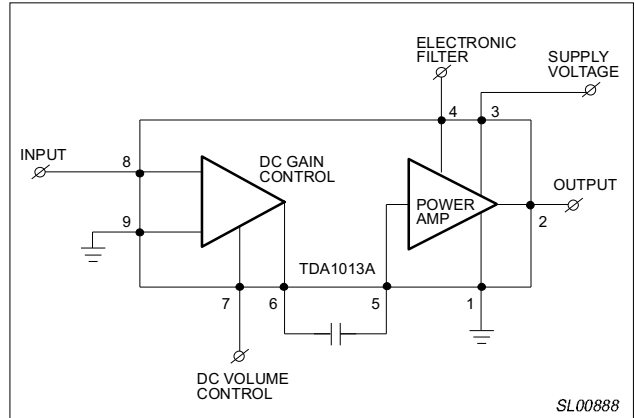 ELECTRONIC
FILTER
SUPPLY
VOLTAGE
4
3
INPUT
8
DC GAIN
CONTROL
POWER
AMP
OUTPUT
2
9
TDA1013A
7
6
5
1
DC VOLUME
CONTROL
SL00888